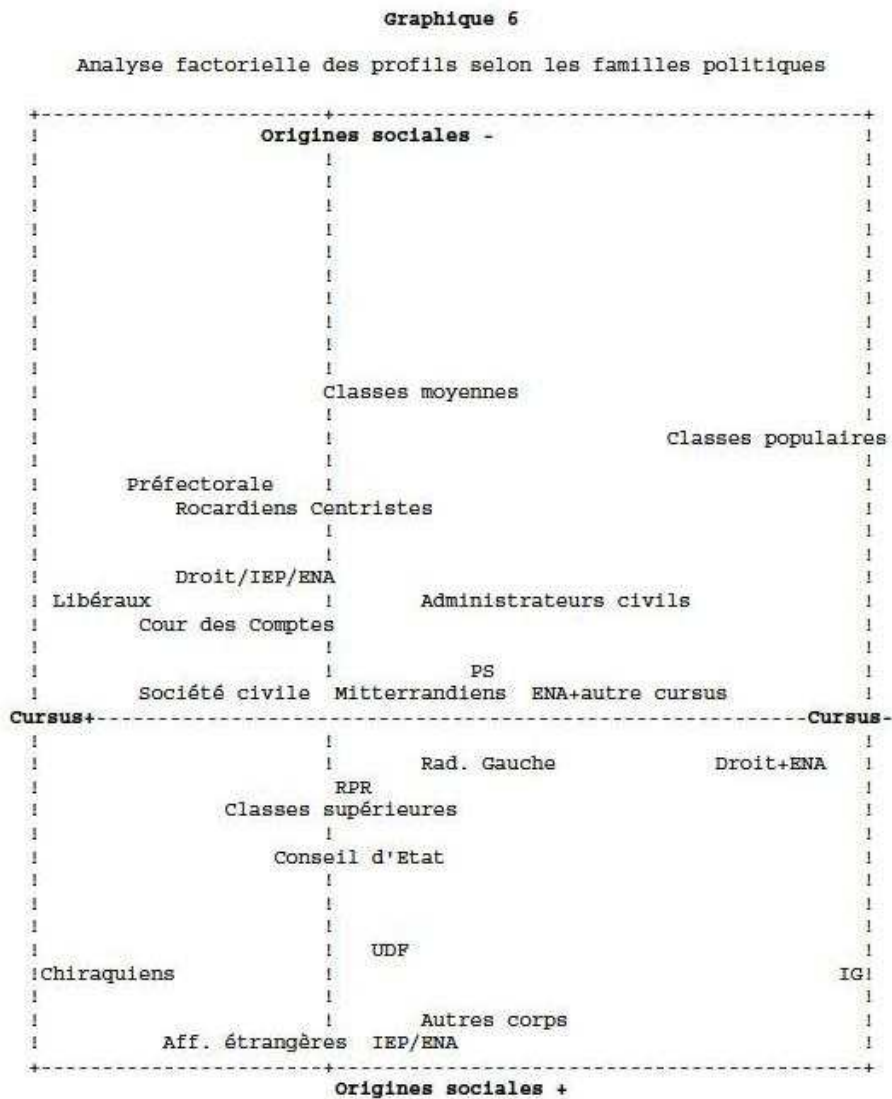 Graphique 6
Analyse factorielle des profils selon les familles politiques
Origines sociales -
Classes moyennes
Classes populaires
Préfectorale
Rocardiens Centristes
Droit/IEP/ENA
Libéraux Administrateurs civils
Cour des Comptes
PS
Société civile Mitterrandiens ENA+autre cursus
Cursus+ Cursus-
Rad. Gauche Droit+ENA
RPR
Classes supérieures
Conseil d'Etat
UDF
Chiraquiens IG
Autres corps
Aff. étrangères IEP/ENA
Origines sociales +